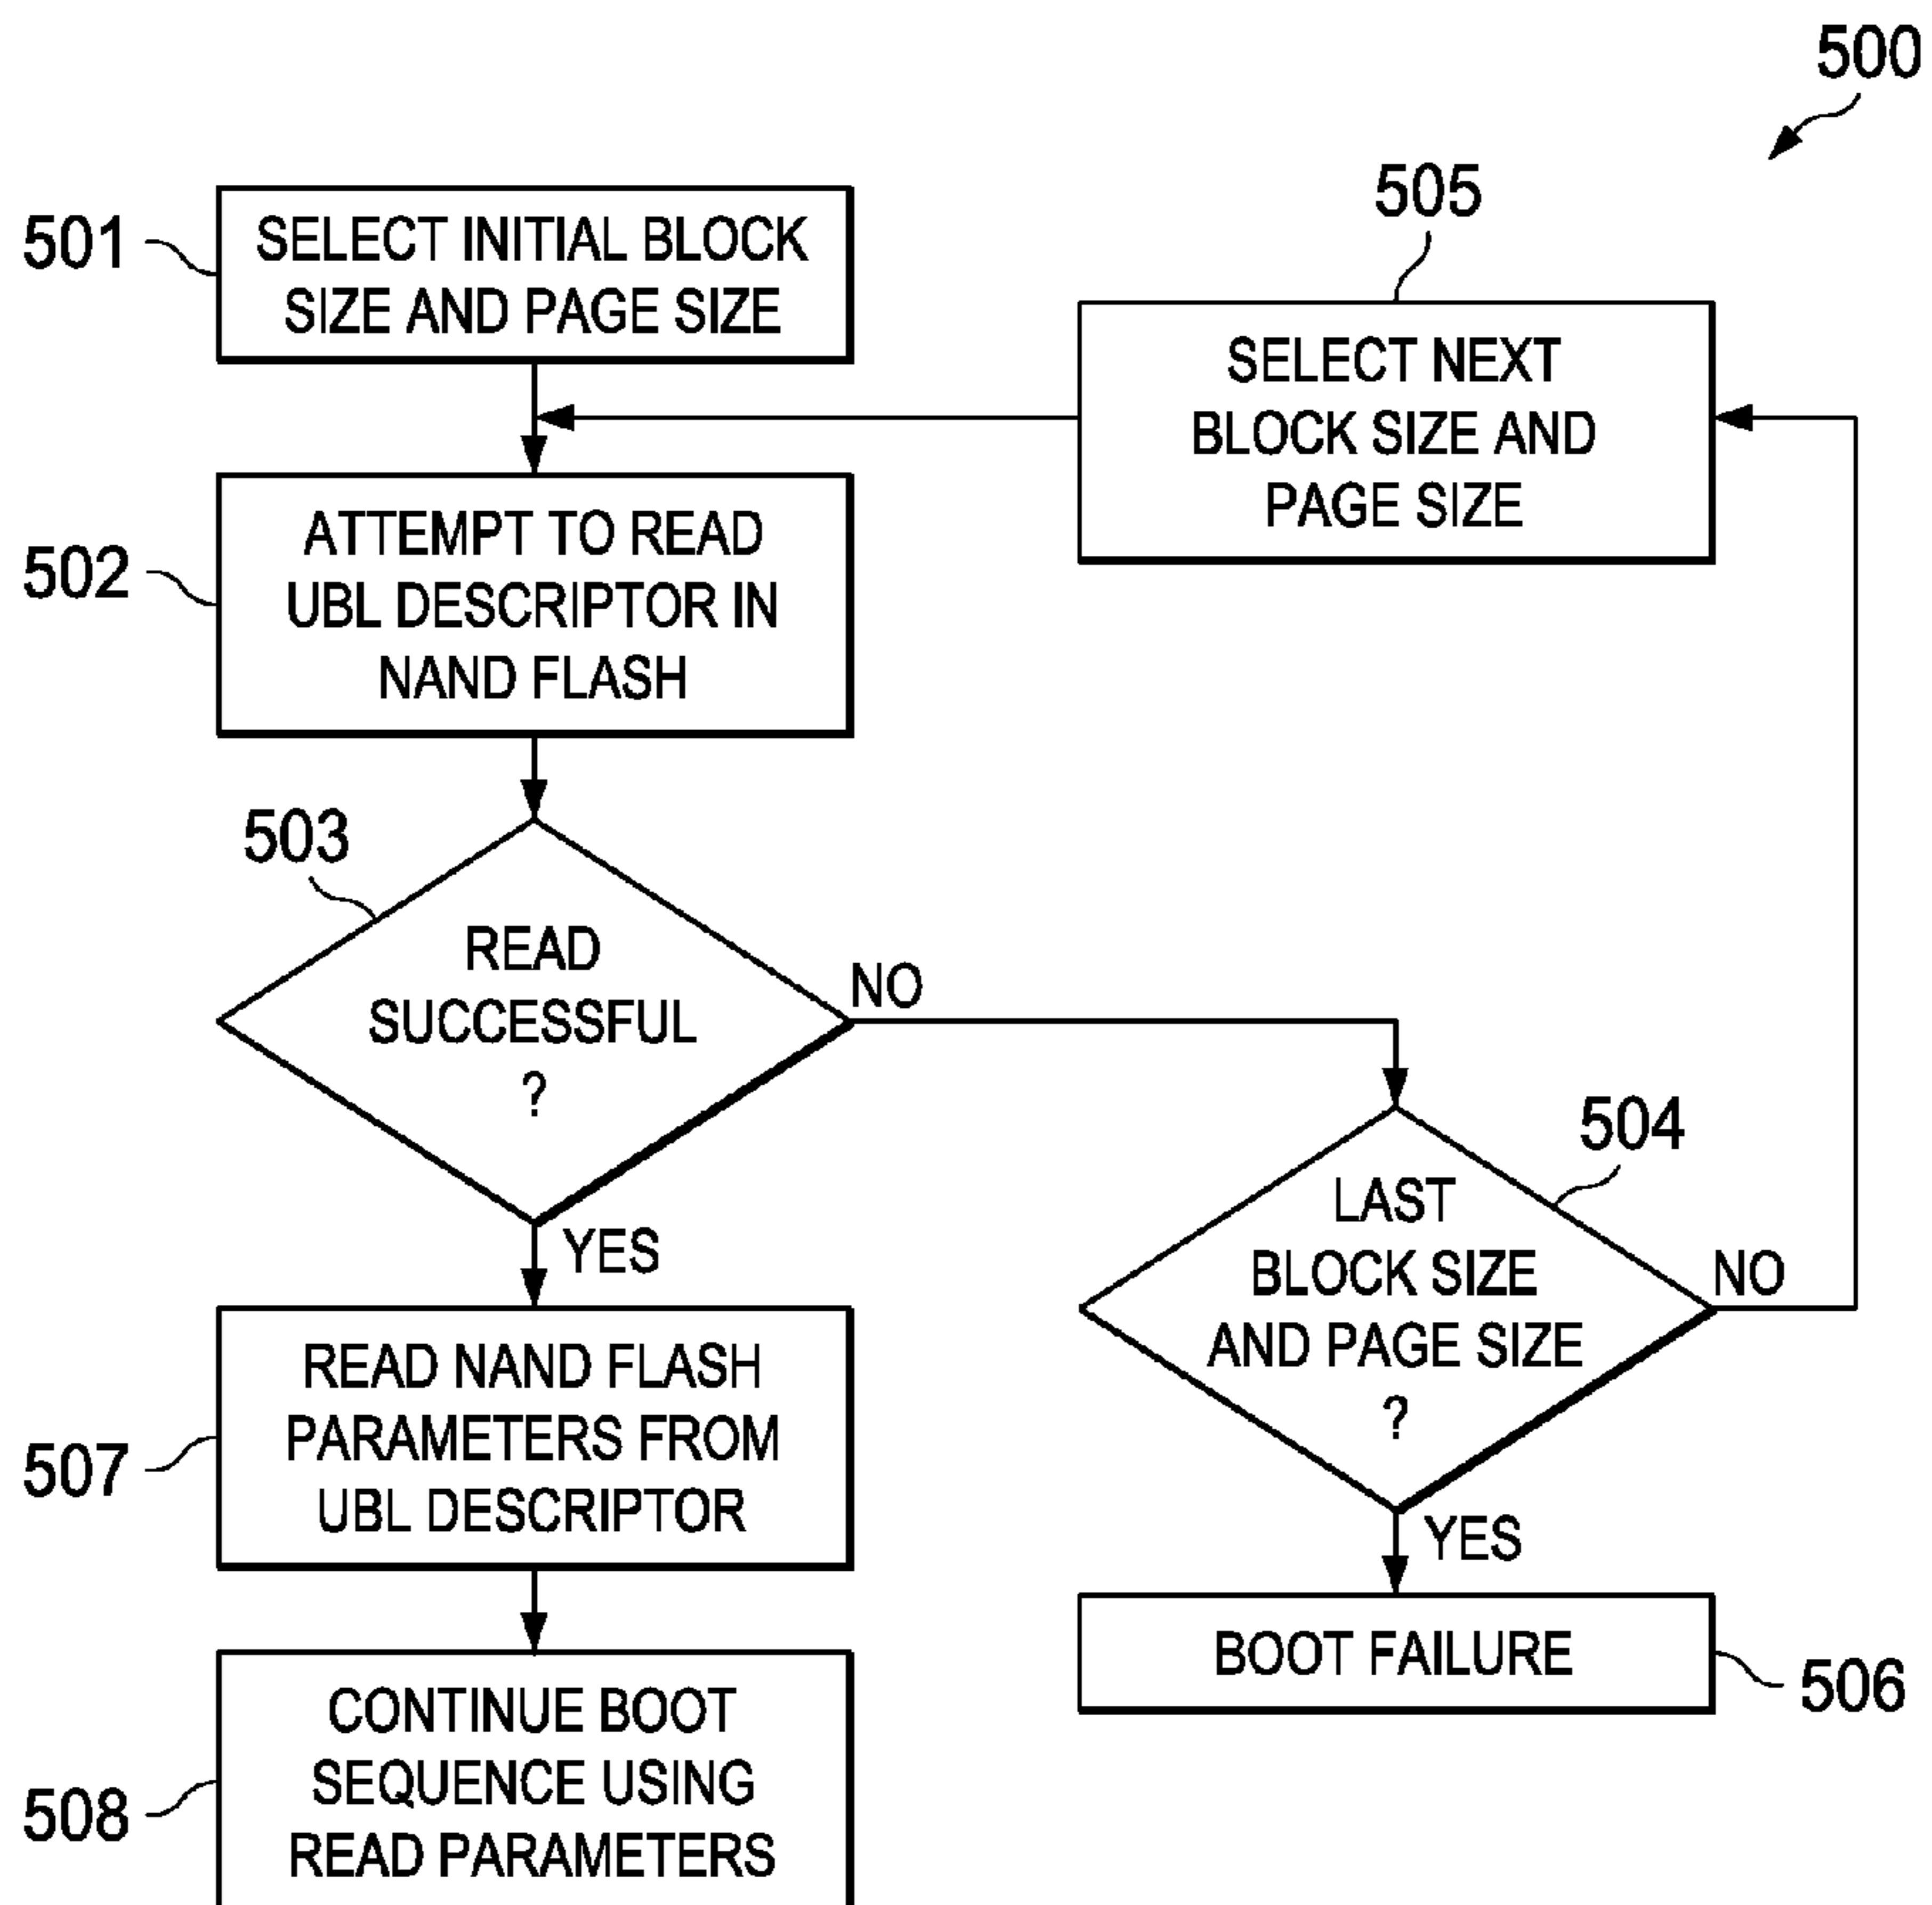 500
501
SELECT INITIAL BLOCK
SIZE AND PAGE SIZE
505
SELECT NEXT
BLOCK SIZE AND
PAGE SIZE
502
ATTEMPT TO READ
UBL DESCRIPTOR IN
NAND FLASH
503
READ
SUCCESSFUL
?
NO
YES
504
LAST
BLOCK SIZE
AND PAGE SIZE
?
NO
YES
507
READ NAND FLASH
PARAMETERS FROM
UBL DESCRIPTOR
BOOT FAILURE
506
508
CONTINUE BOOT
SEQUENCE USING
READ PARAMETERS